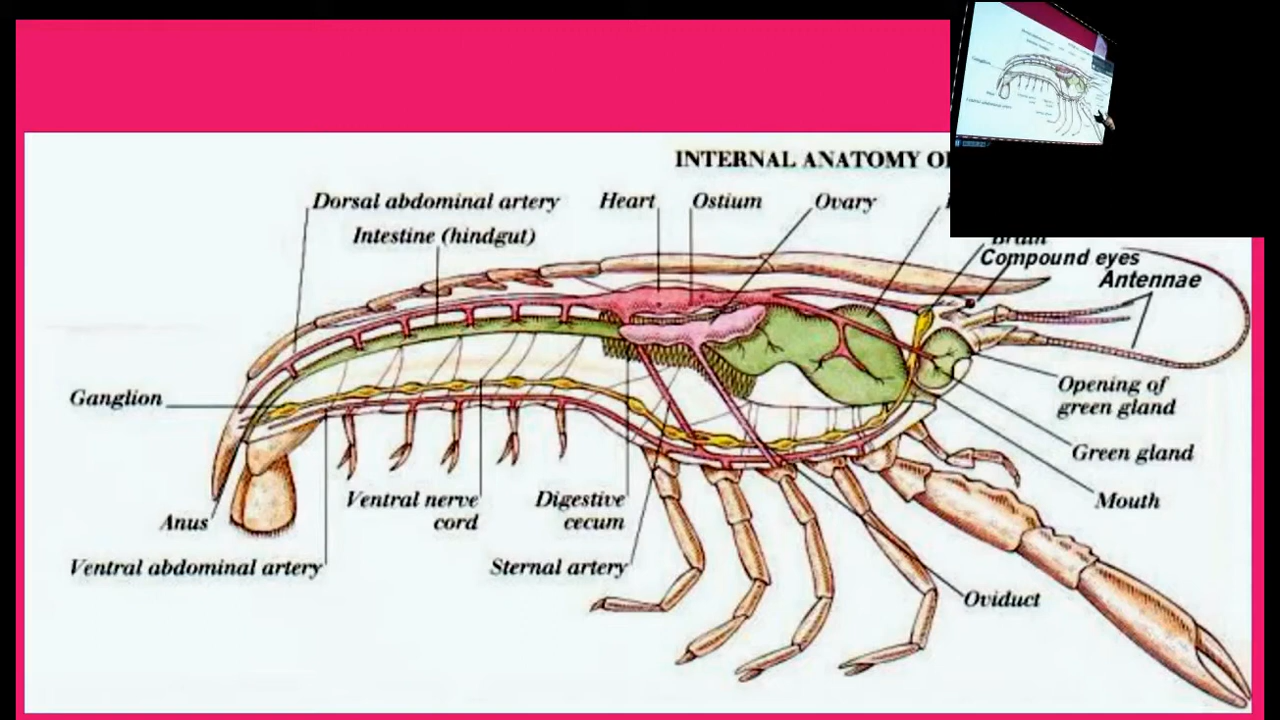 INTERNAL ANATOMY
Dorsal abdominal artery
Heart
Ostium
Ovary
Intestine (hindgut)
Brain
Compound eyes
Antennae
Ganglion
Opening of
green gland
Green gland
Mouth
Ventral nerve
cord
Digestive
cecum
Anus
Ventral abdominal artery
Sternal artery
Oviduct